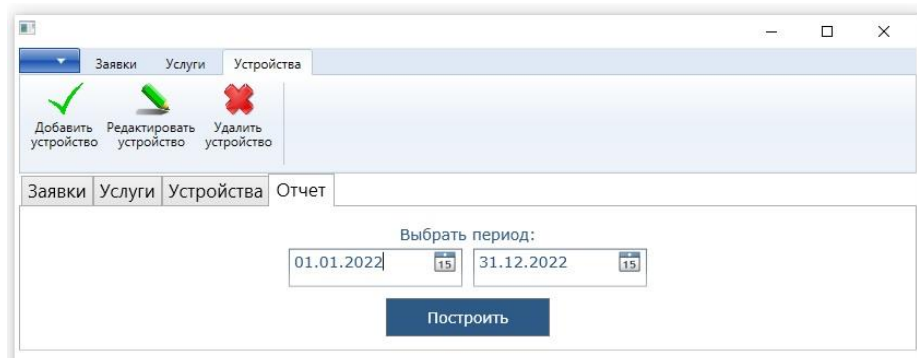 Заявки Услуги Устройства
Добавить устройство
Редактировать устройство
Удалить устройство
Заявки Услуги Устройства Отчет
Выбрать период:
01.01.2022 15 31.12.2022 15
Построить